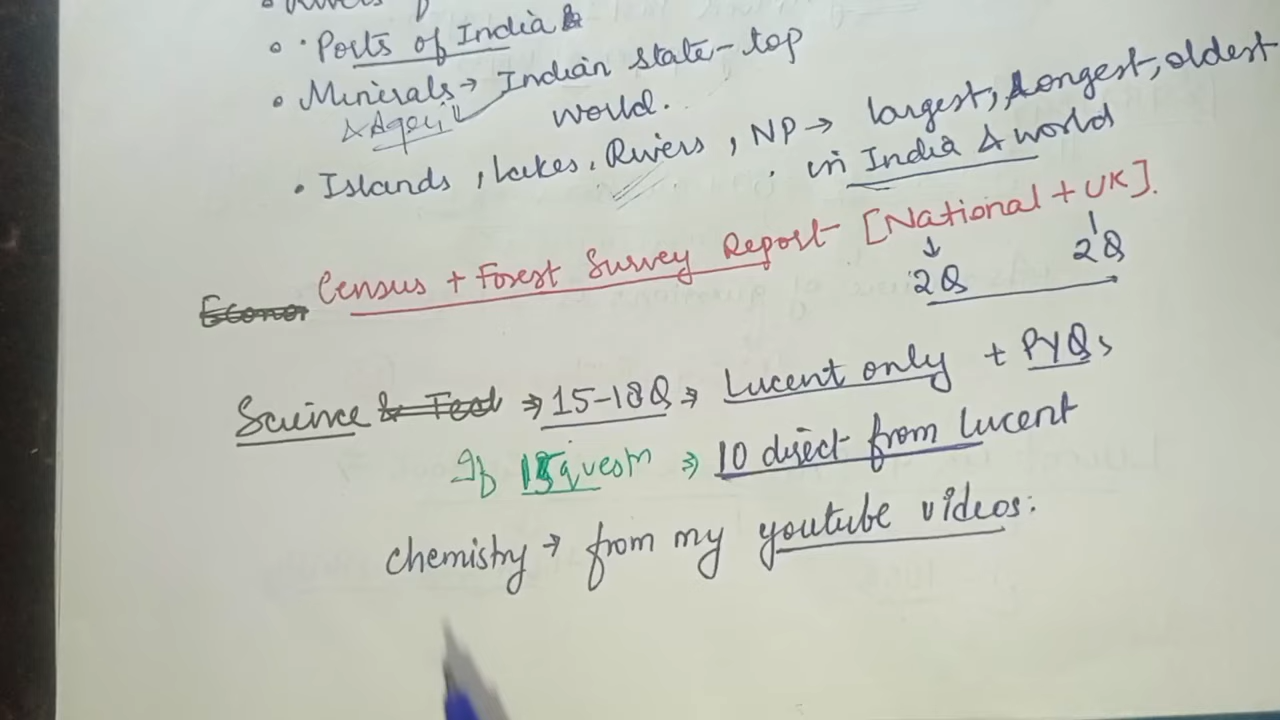 • Ports of India &
• Minerals → Indian state - top
& Agri world.
• Islands, Lakes, Rivers, NP → largest, Longest, oldest
in India & world
Census + Forest Survey Report [National + UK].
2Q 2Q
Econo
Science & Tech ⇒ 15-18Q ⇒ Lucent only + PYQs
If 15 questn ⇒ 10 direct from lucent
chemistry → from my youtube videos.